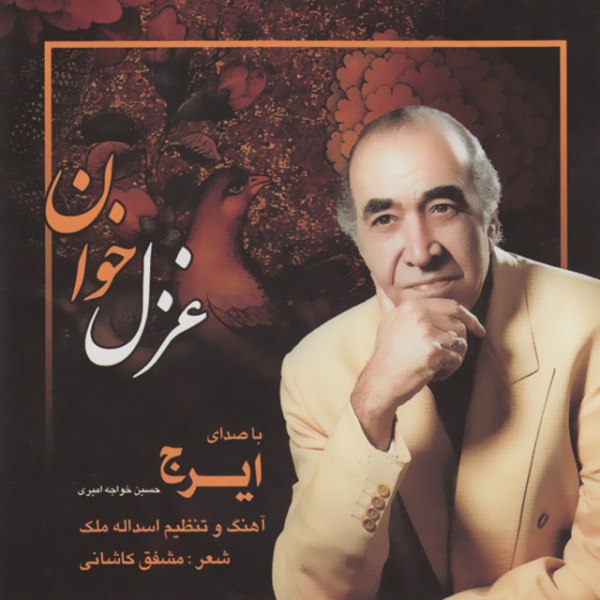 غزل خوان
با صدای
ایرج
حسین خواجه امیری
آهنگ و تنظیم اسداله ملک
شعر : مشفق کاشانی